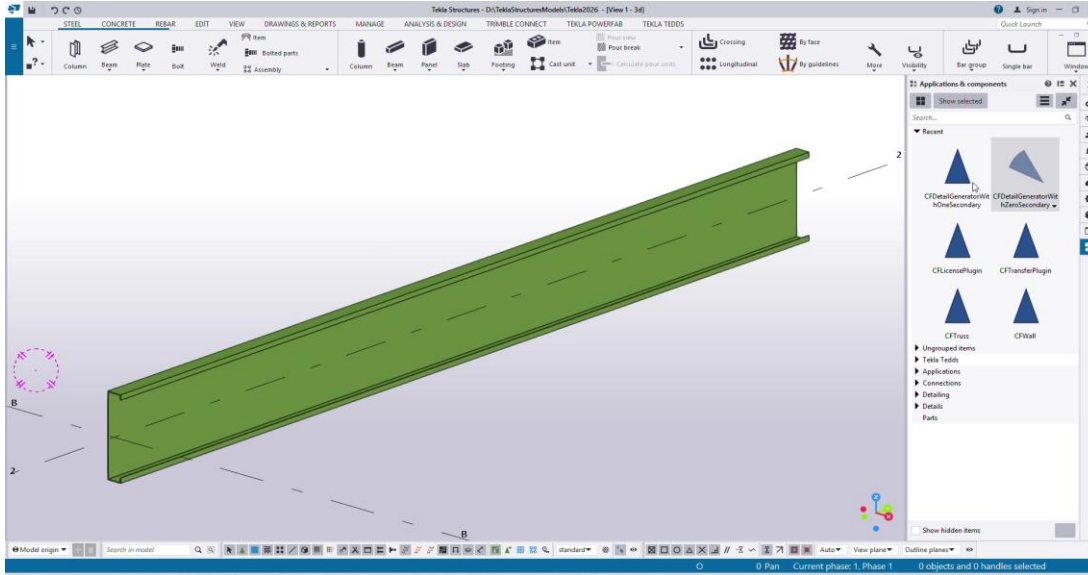 Tekla Structures - D:\TeklaStructuresModels\Tekla2026 - [View 1 - 3d]
Sign in
STEEL CONCRETE REBAR EDIT VIEW DRAWINGS & REPORTS MANAGE ANALYSIS & DESIGN TRIMBLE CONNECT TEKLA POWERFAB TEKLA TEDDS
Quick Launch
Item
Bolted parts
Assembly
Column Beam Plate Bolt Weld
Column Beam Panel Slab Footing
Item
Cast unit
Pour view
Pour break
Calculate pour units
Crossing
Longitudinal
By face
By guidelines
More Visibility Bar group Single bar Window
Applications & components
Show selected
Search...
Recent
CFDetailGeneratorWit
hOneSecondary
CFDetailGeneratorWit
hZeroSecondary
CFLicensePlugin CFTransferPlugin
CFTruss CFWall
Ungrouped items
Tekla Tedds
Applications
Connections
Detailing
Details
Parts
Show hidden items
2
B
2
B
Model origin Search in model standard Auto View plane Outline planes
O 0 Pan Current phase: 1, Phase 1 0 objects and 0 handles selected